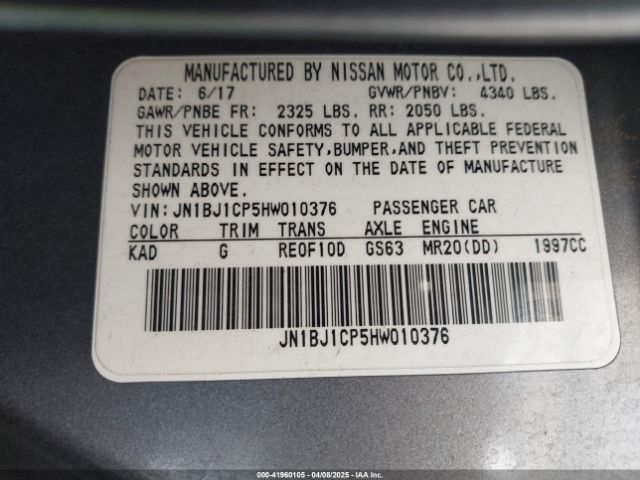 MANUFACTURED BY NISSAN MOTOR CO.,LTD.
DATE: 6/17 GVWR/PNBV: 4340 LBS.
GAWR/PNBE FR: 2325 LBS. RR: 2050 LBS.
THIS VEHICLE CONFORMS TO ALL APPLICABLE FEDERAL
MOTOR VEHICLE SAFETY,BUMPER,AND THEFT PREVENTION
STANDARDS IN EFFECT ON THE DATE OF MANUFACTURE
SHOWN ABOVE.
VIN:JN1BJ1CP5HW010376 PASSENGER CAR
COLOR TRIM TRANS AXLE ENGINE
KAD G RE0F10D GS63 MR20(DD) 1997CC
JN1BJ1CP5HW010376
000-41960105 - 04/08/2025 - IAAI.com